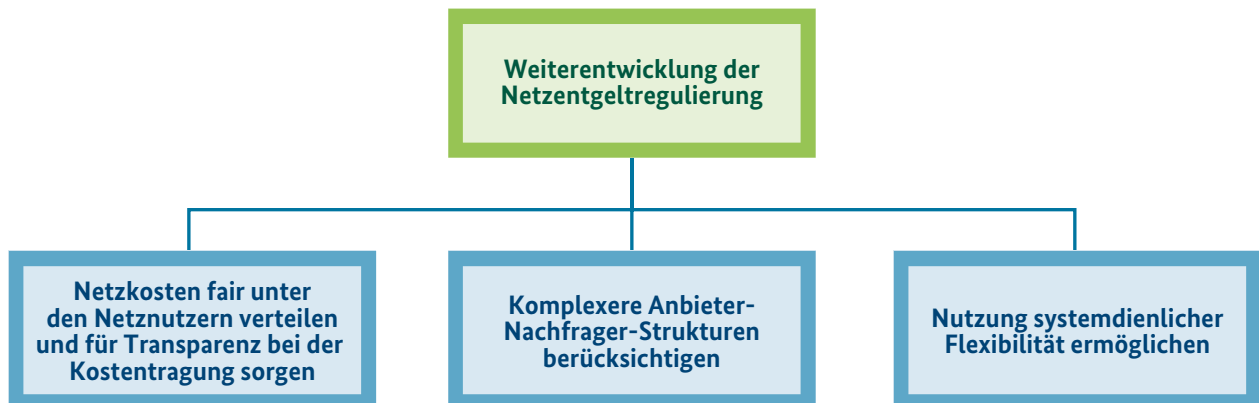 Weiterentwicklung der
Netzentgeltregulierung
Netzkosten fair unter
den Netznutzern verteilen
und für Transparenz bei der
Kostentragung sorgen
Komplexere Anbieter-
Nachfrager-Strukturen
berücksichtigen
Nutzung systemdienlicher
Flexibilität ermöglichen